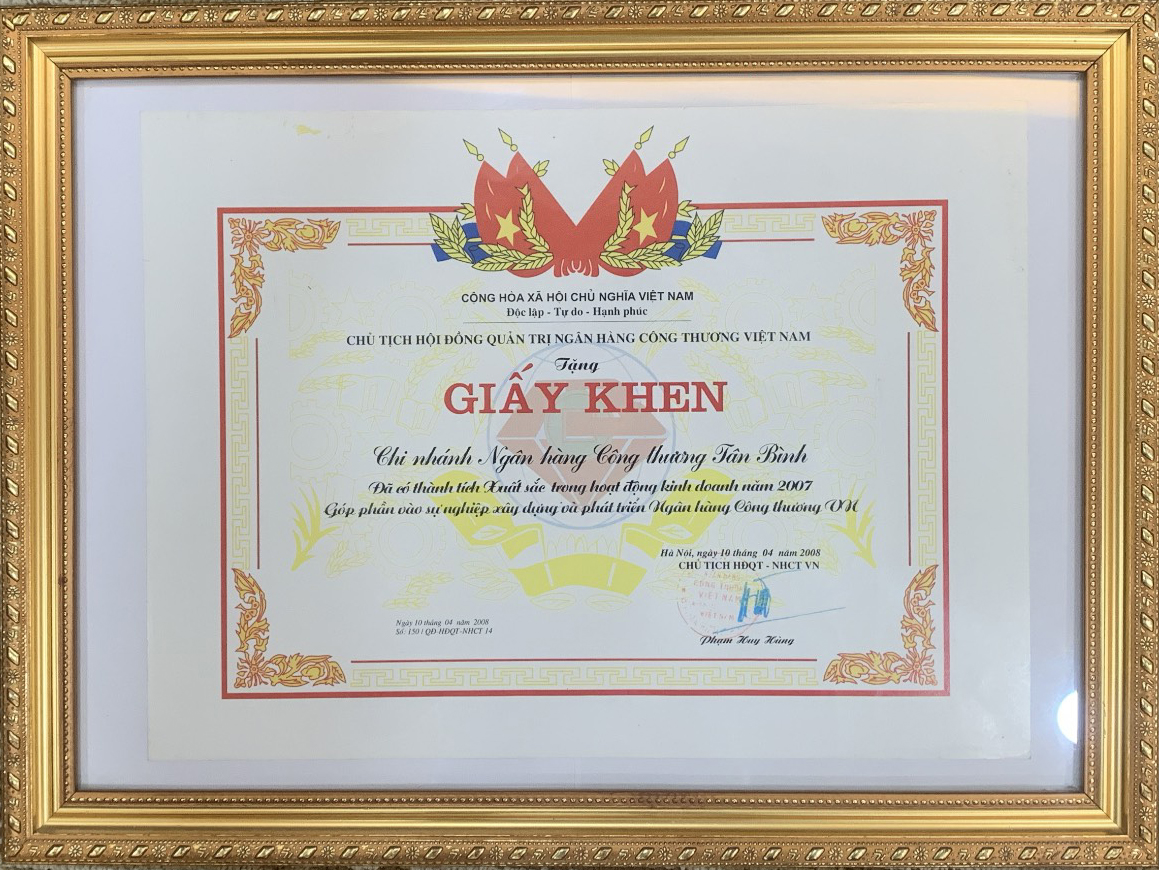 CỘNG HÒA XÃ HỘI CHỦ NGHĨA VIỆT NAM
Độc lập - Tự do - Hạnh phúc
CHỦ TỊCH HỘI ĐỒNG QUẢN TRỊ NGÂN HÀNG CÔNG THƯƠNG VIỆT NAM
Tặng
GIẤY KHEN
Chi nhánh Ngân hàng Công thương Tân Bình
Đã có thành tích Xuất sắc trong hoạt động kinh doanh năm 2007
Góp phần vào sự nghiệp xây dựng và phát triển Ngân hàng Công thương VN
Hà Nội, ngày 10 tháng 04 năm 2008
CHỦ TỊCH HĐQT - NHCT VN
CÔNG THƯƠNG
VIỆT NAM
Phạm Huy Hùng
Ngày 10 tháng 04 năm 2008
Số: 150 / QĐ-HĐQT-NHCT 14